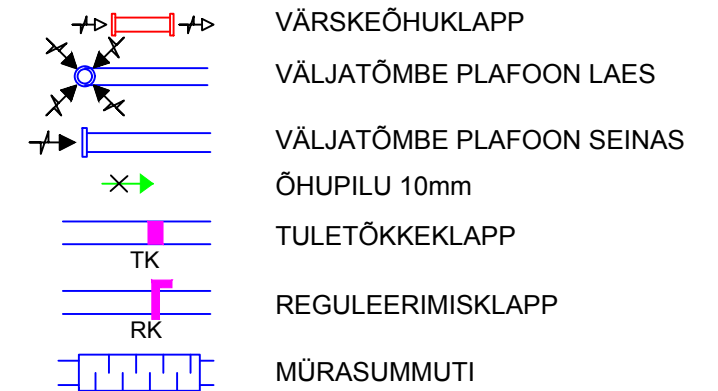 VÄRSKEÕHUKLAPP
VÄLJATÕMBE PLAFOON LAES
VÄLJATÕMBE PLAFOON SEINAS
ÕHUPILU 10mm
TULETÕKKEKLAPP
TK
REGULEERIMISKLAPP
RK
MÜRASUMMUTI